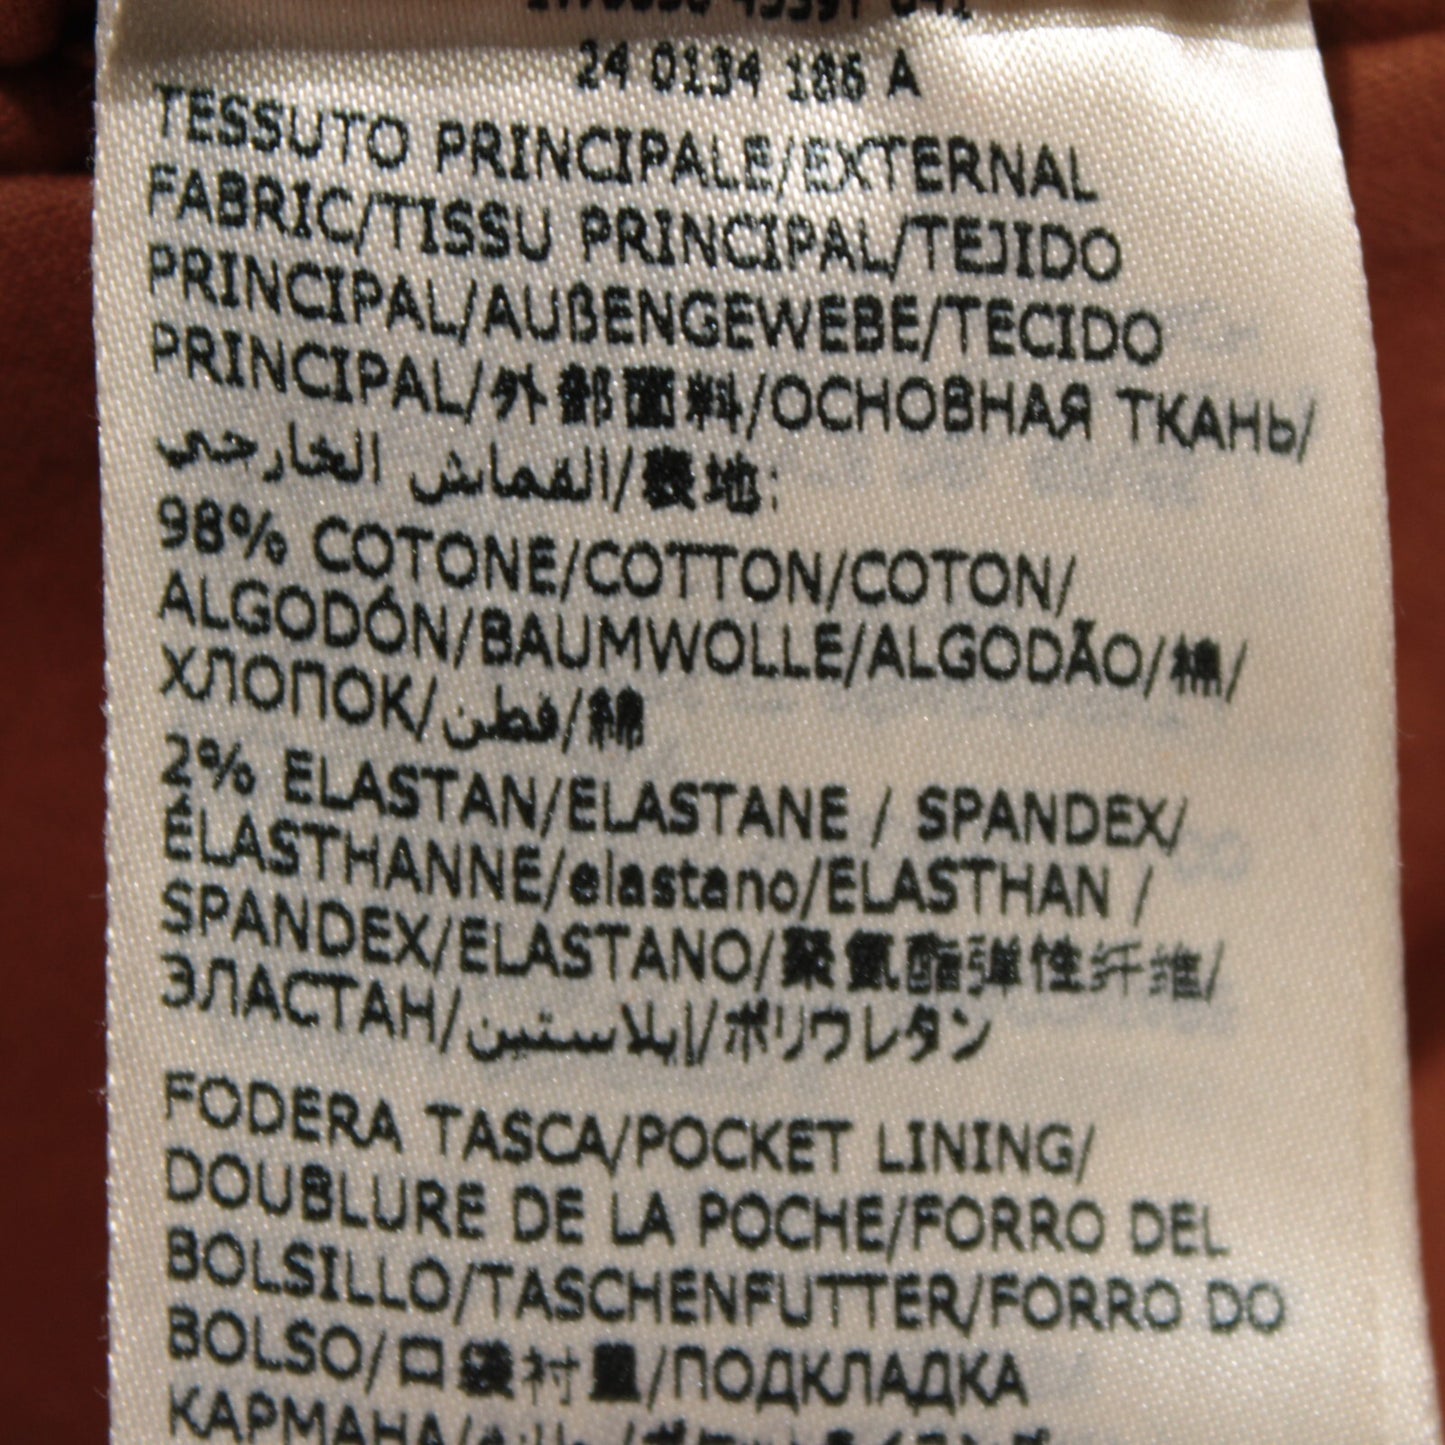 24 0134 186 A
TESSUTO PRINCIPALE/EXTERNAL
FABRIC/TISSU PRINCIPAL/TEJIDO
PRINCIPAL/AUßENGEWEBE/TECIDO
PRINCIPAL/外部面料/ОСНОВНАЯ ТКАНЬ/
القماش الخارجي/表地:
98% COTONE/COTTON/COTON/
ALGODÓN/BAUMWOLLE/ALGODÃO/棉/
ХЛОПОК/قطن/綿
2% ELASTAN/ELASTANE / SPANDEX/
ÉLASTHANNE/elastano/ELASTHAN /
SPANDEX/ELASTANO/聚氨酯弹性纤维/
ЭЛАСТАН/إيلاستين/ポリウレタン
FODERA TASCA/POCKET LINING/
DOUBLURE DE LA POCHE/FORRO DEL
BOLSILLO/TASCHENFUTTER/FORRO DO
BOLSO/口袋衬里/ПОДКЛАДКА
КАРМАНА/